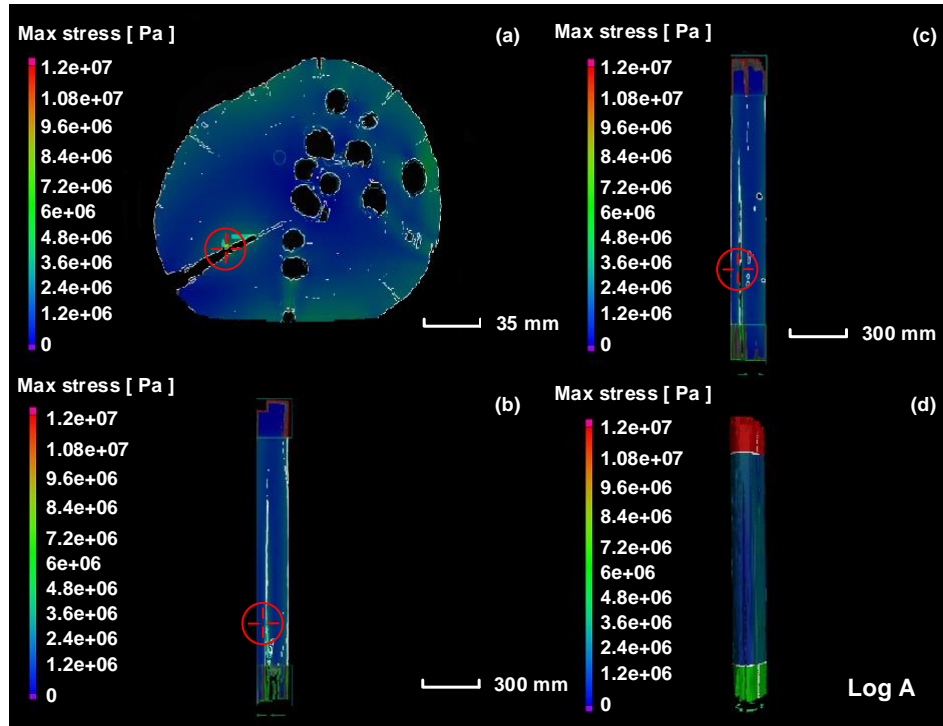 Max stress [ Pa ]
(a)
1.2e+07
1.08e+07
9.6e+06
8.4e+06
7.2e+06
6e+06
4.8e+06
3.6e+06
2.4e+06
1.2e+06
0
35 mm
Max stress [ Pa ]
(c)
1.2e+07
1.08e+07
9.6e+06
8.4e+06
7.2e+06
6e+06
4.8e+06
3.6e+06
2.4e+06
1.2e+06
0
300 mm
Max stress [ Pa ]
(b)
1.2e+07
1.08e+07
9.6e+06
8.4e+06
7.2e+06
6e+06
4.8e+06
3.6e+06
2.4e+06
1.2e+06
0
300 mm
Max stress [ Pa ]
(d)
1.2e+07
1.08e+07
9.6e+06
8.4e+06
7.2e+06
6e+06
4.8e+06
3.6e+06
2.4e+06
1.2e+06
0
Log A